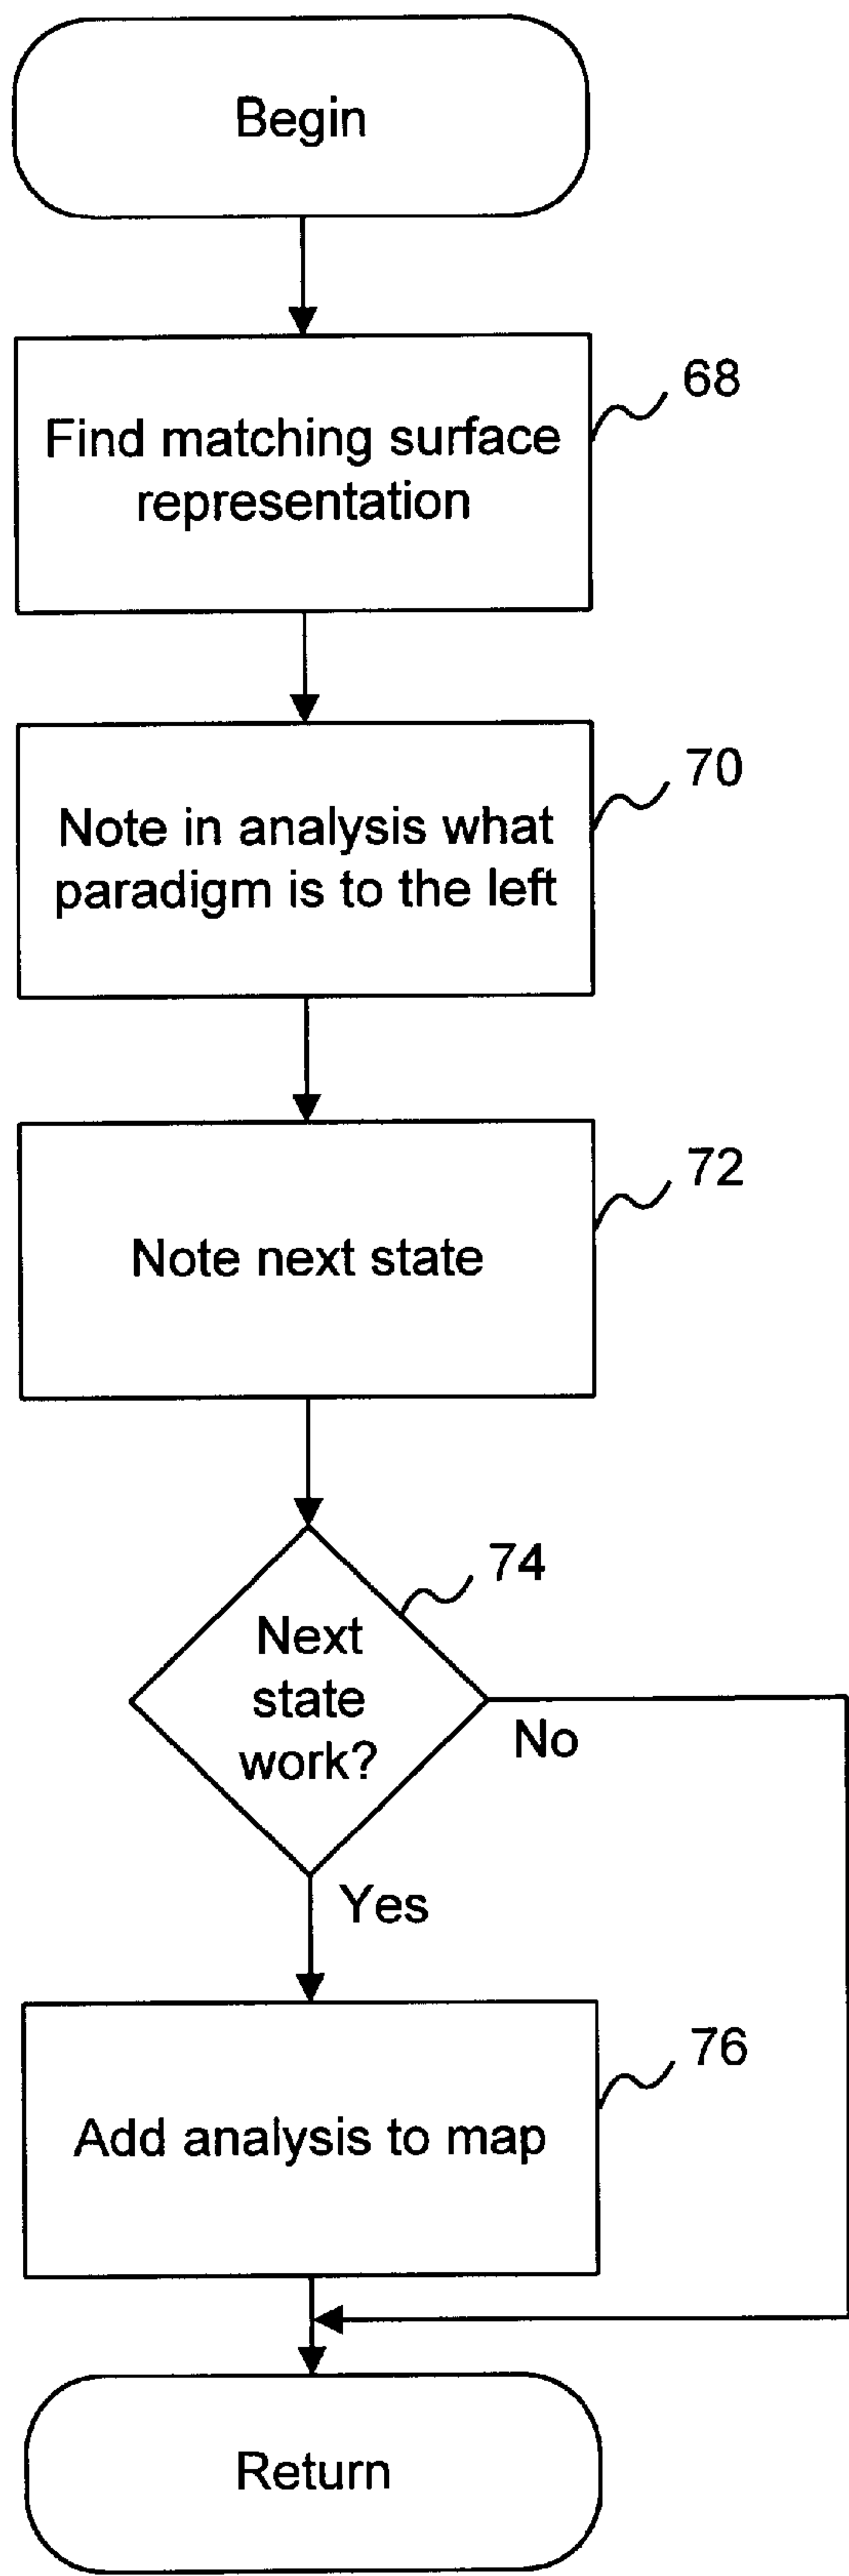 Begin
68
Find matching surface
representation
70
Note in analysis what
paradigm is to the left
72
Note next state
74
Next
state
work?
No
Yes
76
Add analysis to map
Return